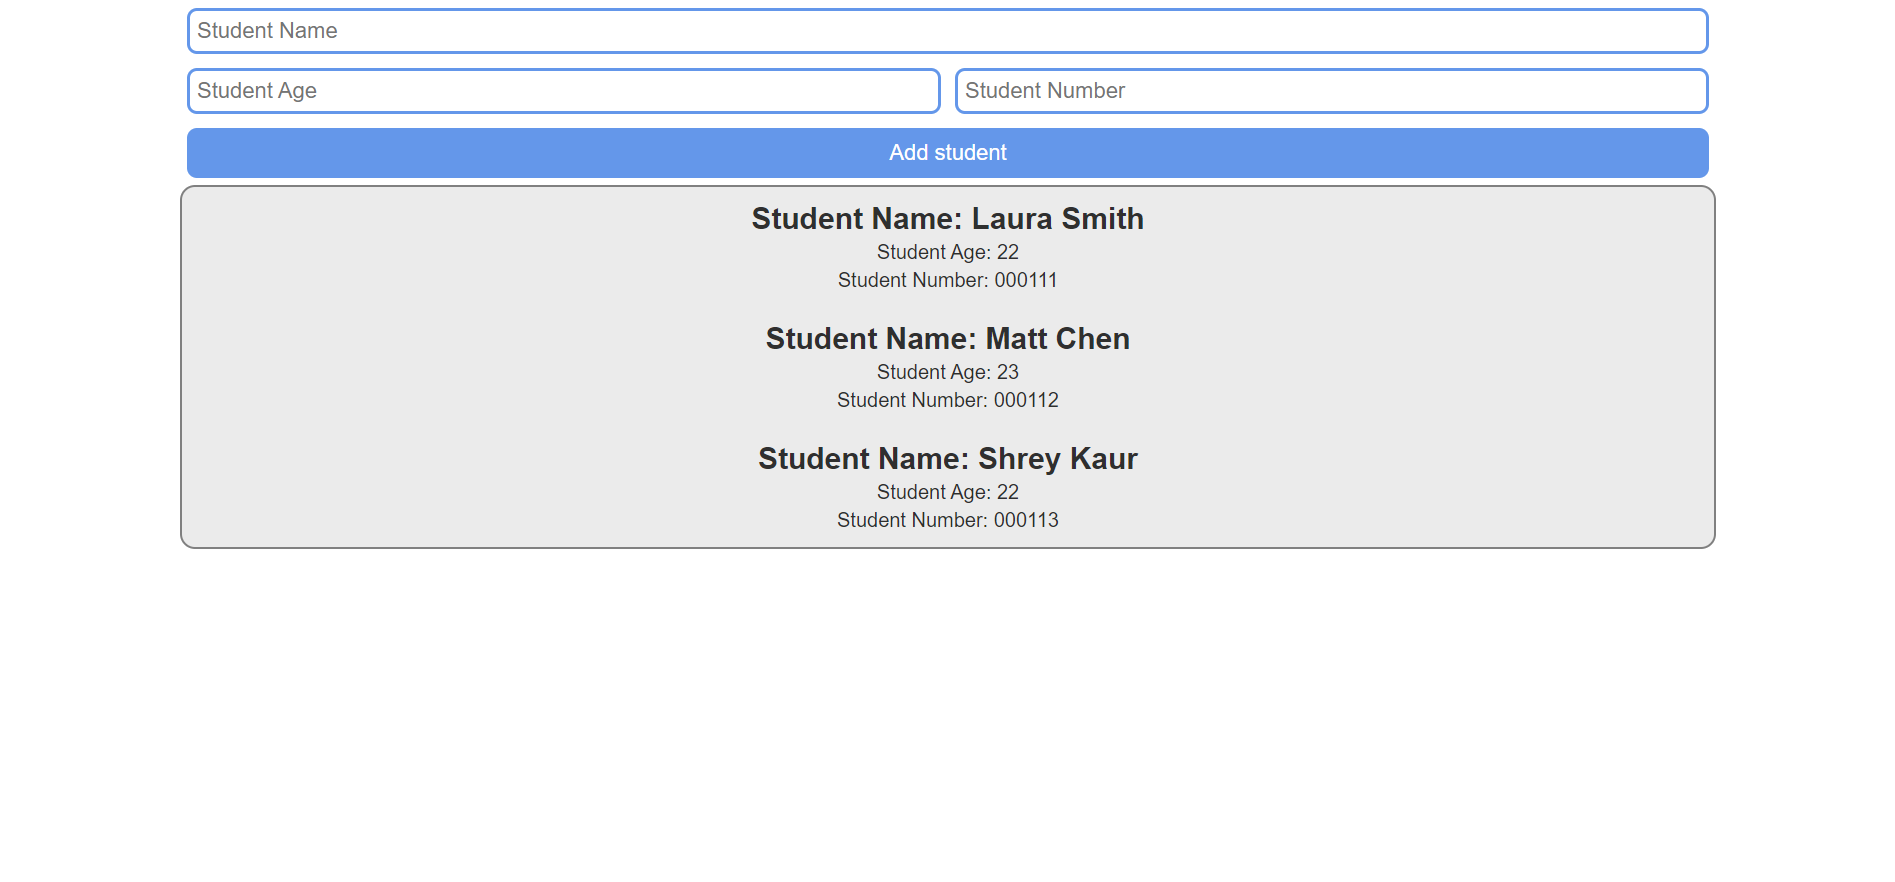 Student Name
Student Age
Student Number
Add student
Student Name: Laura Smith
Student Age: 22
Student Number: 000111
Student Name: Matt Chen
Student Age: 23
Student Number: 000112
Student Name: Shrey Kaur
Student Age: 22
Student Number: 000113